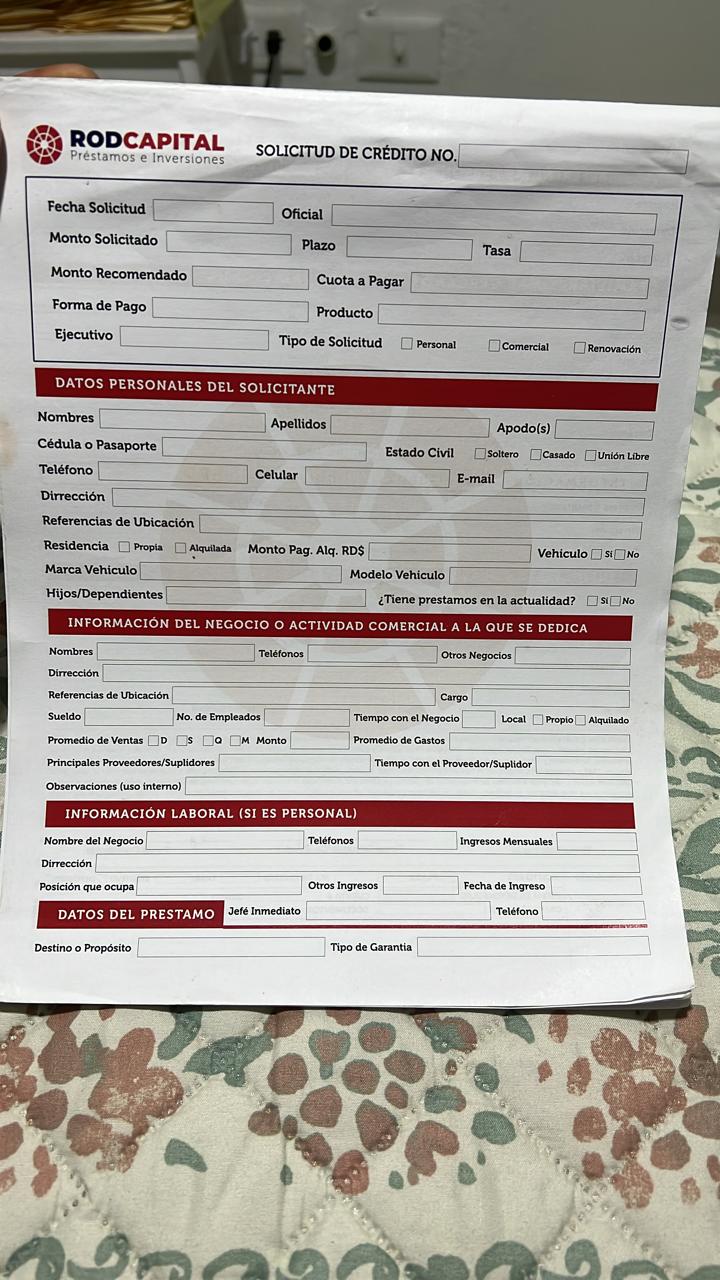 RODCAPITAL
Préstamos e Inversiones
SOLICITUD DE CRÉDITO NO.
Fecha Solicitud Oficial
Monto Solicitado Plazo Tasa
Monto Recomendado Cuota a Pagar
Forma de Pago Producto
Ejecutivo Tipo de Solicitud Personal Comercial Renovación
DATOS PERSONALES DEL SOLICITANTE
Nombres Apellidos Apodo(s)
Cédula o Pasaporte Estado Civil Soltero Casado Unión Libre
Teléfono Celular E-mail
Dirrección
Referencias de Ubicación
Residencia Propia Alquilada Monto Pag. Alq. RD$ Vehiculo Sí No
Marca Vehiculo Modelo Vehiculo
Hijos/Dependientes ¿Tiene prestamos en la actualidad? Sí No
INFORMACIÓN DEL NEGOCIO O ACTIVIDAD COMERCIAL A LA QUE SE DEDICA
Nombres Teléfonos Otros Negocios
Dirrección
Referencias de Ubicación Cargo
Sueldo No. de Empleados Tiempo con el Negocio Local Propio Alquilado
Promedio de Ventas D S Q M Monto Promedio de Gastos
Principales Proveedores/Suplidores Tiempo con el Proveedor/Suplidor
Observaciones (uso interno)
INFORMACIÓN LABORAL (SI ES PERSONAL)
Nombre del Negocio Teléfonos Ingresos Mensuales
Dirrección
Posición que ocupa Otros Ingresos Fecha de Ingreso
DATOS DEL PRESTAMO Jefé Inmediato Teléfono
Destino o Propósito Tipo de Garantia